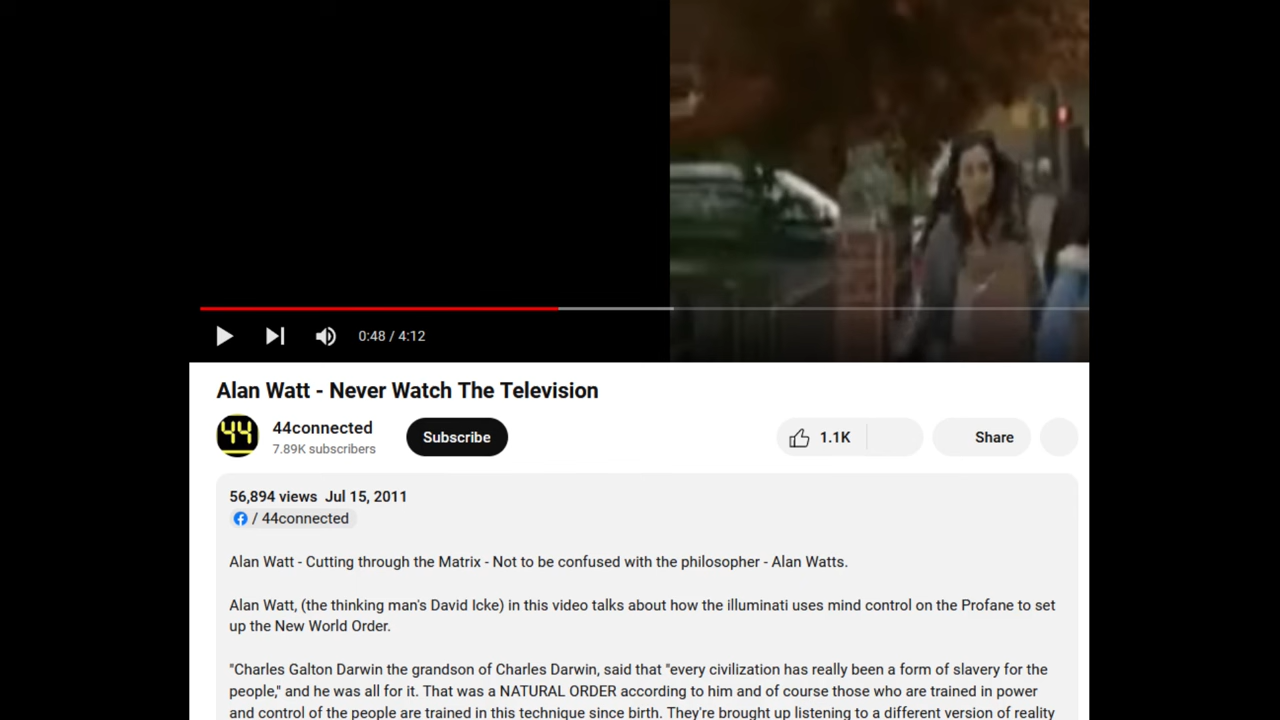 0:48 / 4:12
Alan Watt - Never Watch The Television
44
44connected
7.89K subscribers
Subscribe
1.1K
Share
56,894 views Jul 15, 2011
/ 44connected
Alan Watt - Cutting through the Matrix - Not to be confused with the philosopher - Alan Watts.
Alan Watt, (the thinking man's David Icke) in this video talks about how the illuminati uses mind control on the Profane to set
up the New World Order.
"Charles Galton Darwin the grandson of Charles Darwin, said that "every civilization has really been a form of slavery for the
people," and he was all for it. That was a NATURAL ORDER according to him and of course those who are trained in power
and control of the people are trained in this technique since birth. They're brought up listening to a different version of reality